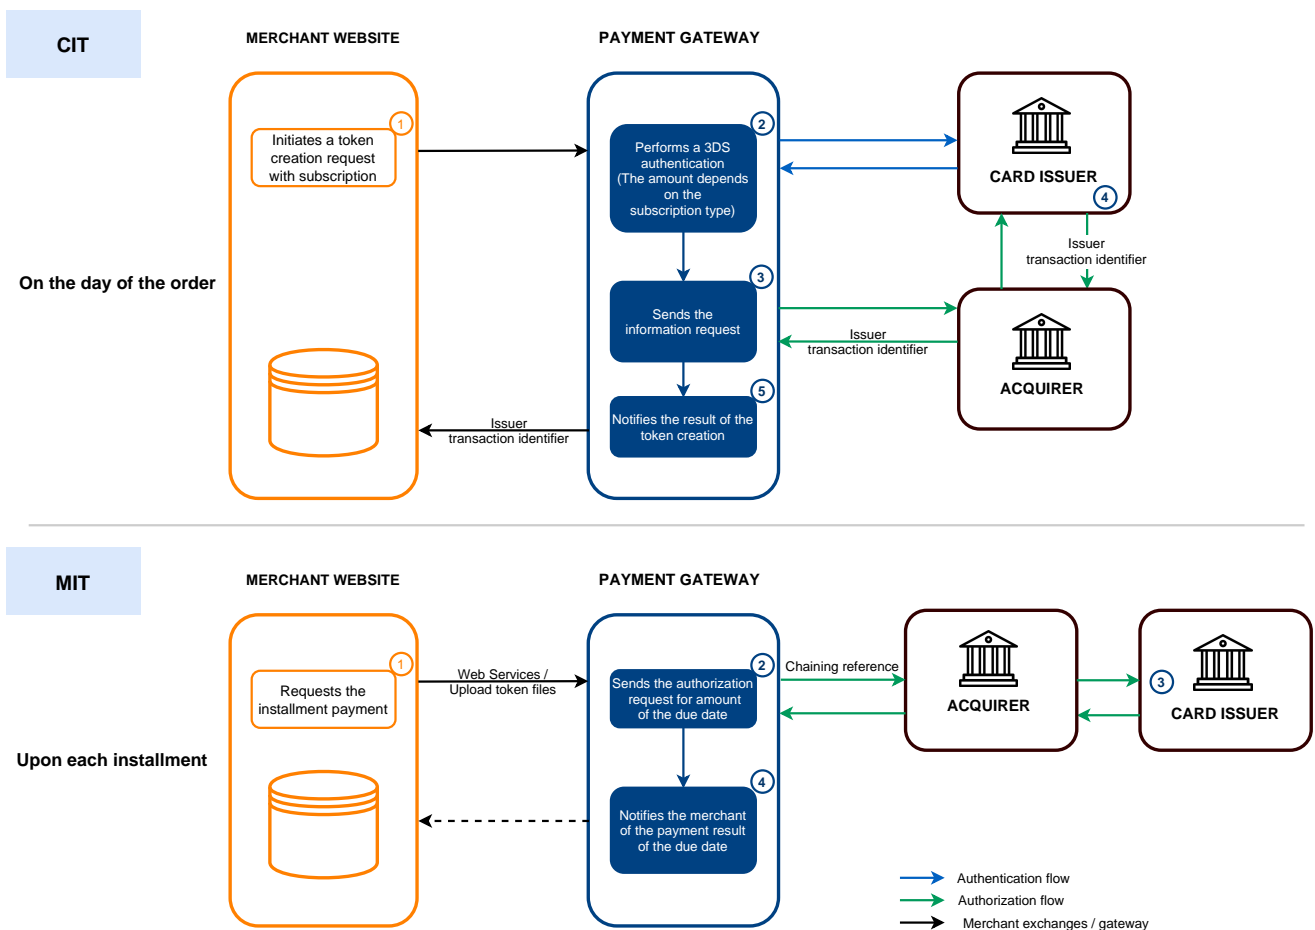 CIT
MERCHANT WEBSITE
PAYMENT GATEWAY
1
Initiates a token
creation request
with subscription
2
Performs a 3DS
authentication
(The amount depends
on the
subscription type)
CARD ISSUER
4
Issuer
transaction identifier
On the day of the order
3
Sends the
information request
Issuer
transaction identifier
ACQUIRER
5
Notifies the result of the
token creation
Issuer
transaction identifier
MIT
MERCHANT WEBSITE
PAYMENT GATEWAY
1
Requests the
installment payment
Web Services /
Upload token files
2
Sends the authorization
request for amount
of the due date
Chaining reference
ACQUIRER
3
CARD ISSUER
Upon each installment
4
Notifies the merchant
of the payment result
of the due date
Authentication flow
Authorization flow
Merchant exchanges / gateway